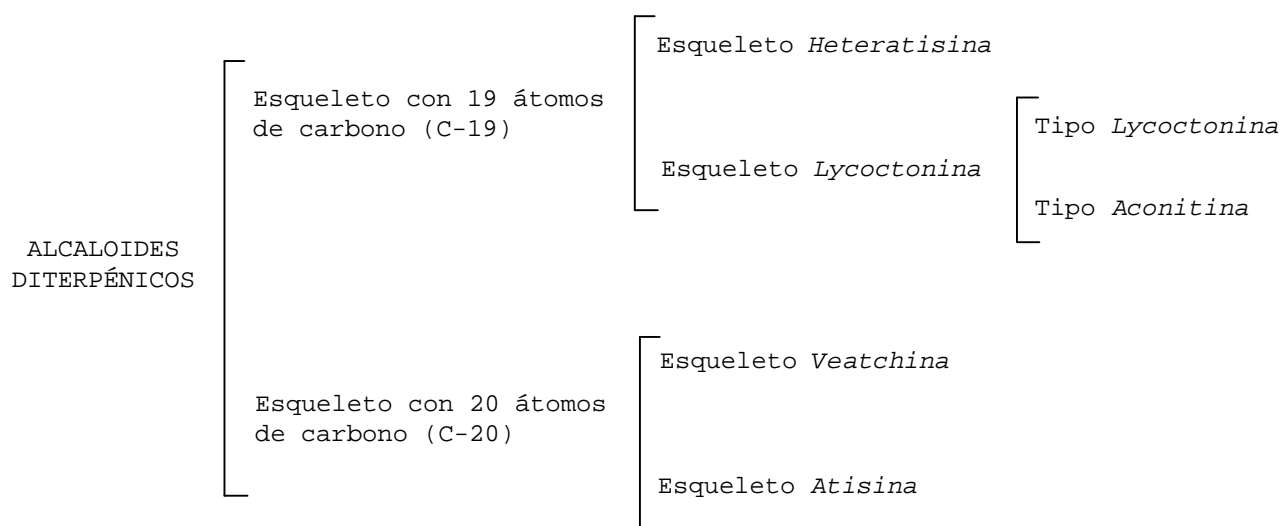 Esqueleto Heteratisina
Esqueleto con 19 átomos
de carbono (C-19)
Tipo Lycoctonina
Esqueleto Lycoctonina
Tipo Aconitina
ALCALOIDES
DITERPÉNICOS
Esqueleto Veatchina
Esqueleto con 20 átomos
de carbono (C-20)
Esqueleto Atisina